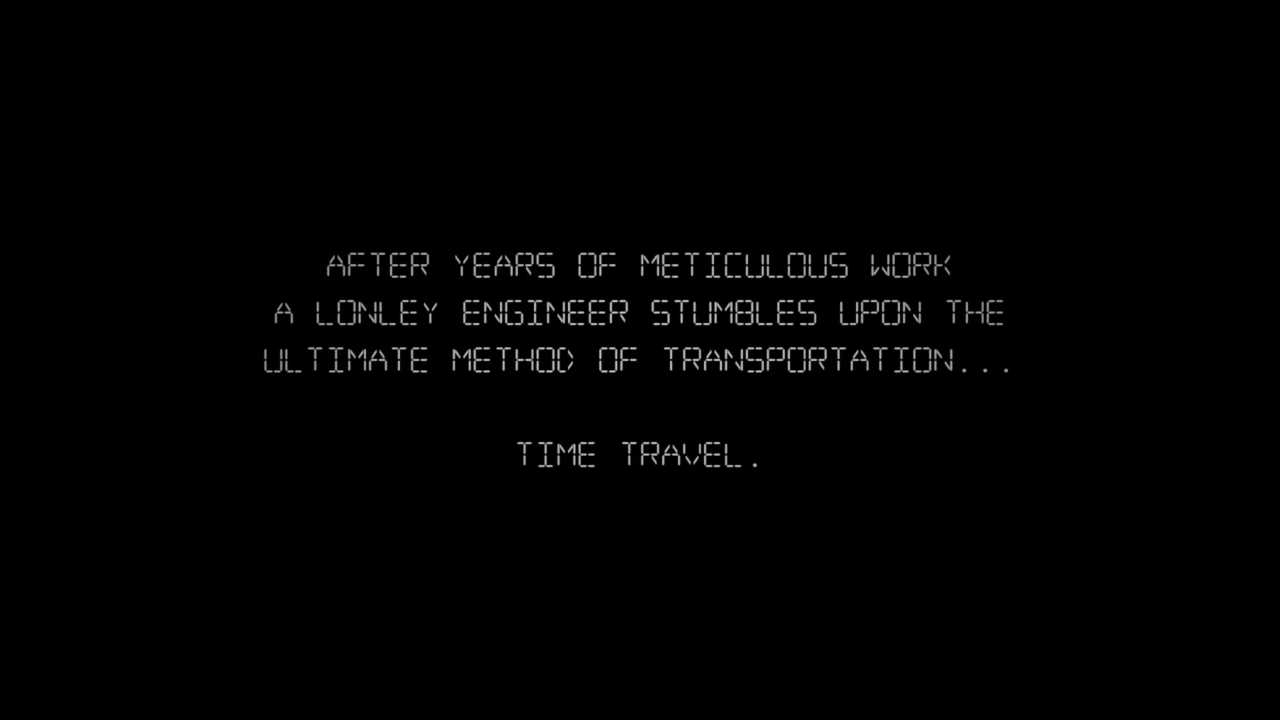 AFTER YEARS OF METICULOUS WORK
A LONLEY ENGINEER STUMBLES UPON THE
ULTIMATE METHOD OF TRANSPORTATION...
TIME TRAVEL.